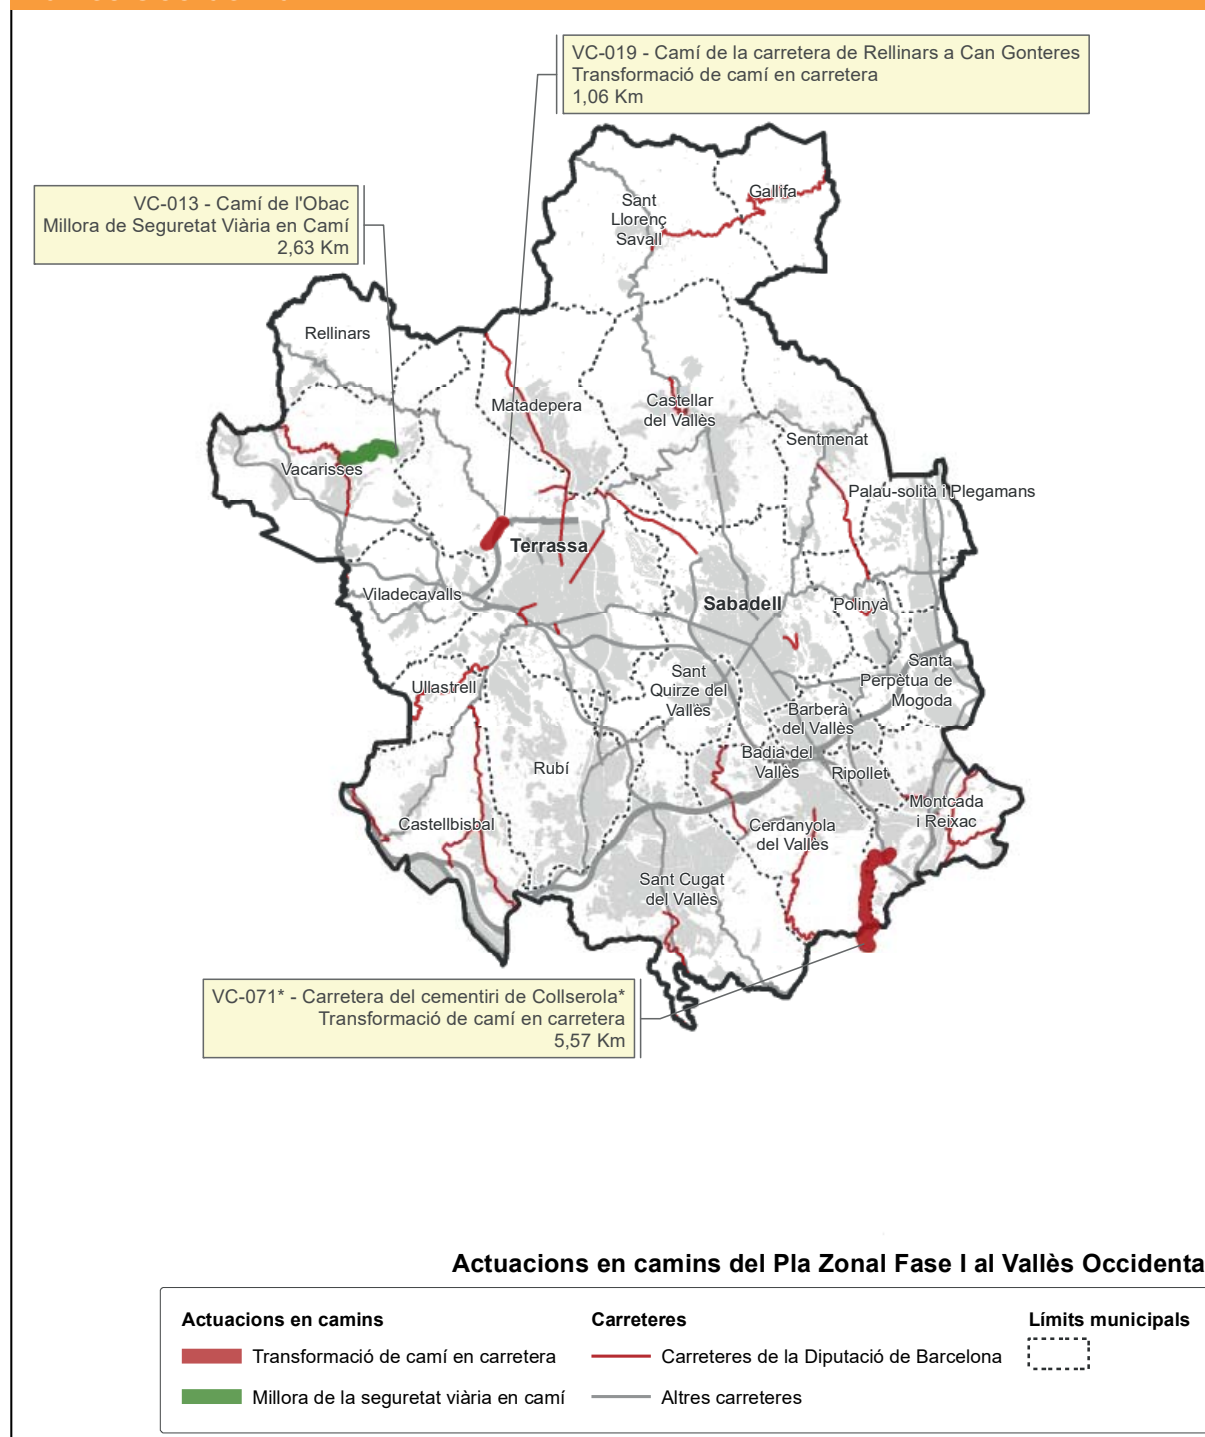 VC-019 - Camí de la carretera de Rellinars a Can Gonteres
Transformació de camí en carretera
1,06 Km
VC-013 - Camí de l'Obac
Millora de Seguretat Viària en Camí
2,63 Km
Gallifa
Sant
Llorenç
Savall
Rellinars
Matadepera
Castellar
del Vallès
Sentmenat
Vacarisses
Palau-solità i Plegamans
Terrassa
Viladecavalls
Sabadell
Polinyà
Ullastrell
Sant
Quirze del
Vallès
Santa
Perpètua de
Mogoda
Barberà
del Vallès
Badia del
Vallès
Ripollet
Rubí
Castellbisbal
Montcada
i Reixac
Cerdanyola
del Vallès
Sant Cugat
del Vallès
VC-071* - Carretera del cementiri de Collserola*
Transformació de camí en carretera
5,57 Km
Actuacions en camins del Pla Zonal Fase I al Vallès Occidenta
Actuacions en camins
Transformació de camí en carretera
Millora de la seguretat viària en camí
Carreteres
Carreteres de la Diputació de Barcelona
Altres carreteres
Límits municipals